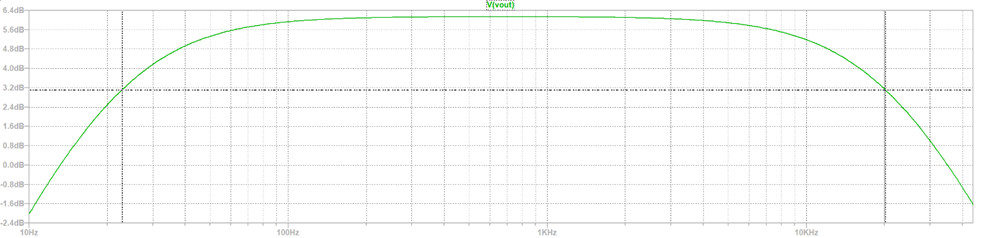 V(vout)
6.4dB
5.6dB
4.8dB
4.0dB
3.2dB
2.4dB
1.6dB
0.8dB
0.0dB
-0.8dB
-1.6dB
-2.4dB
10Hz
100Hz
1KHz
10KHz